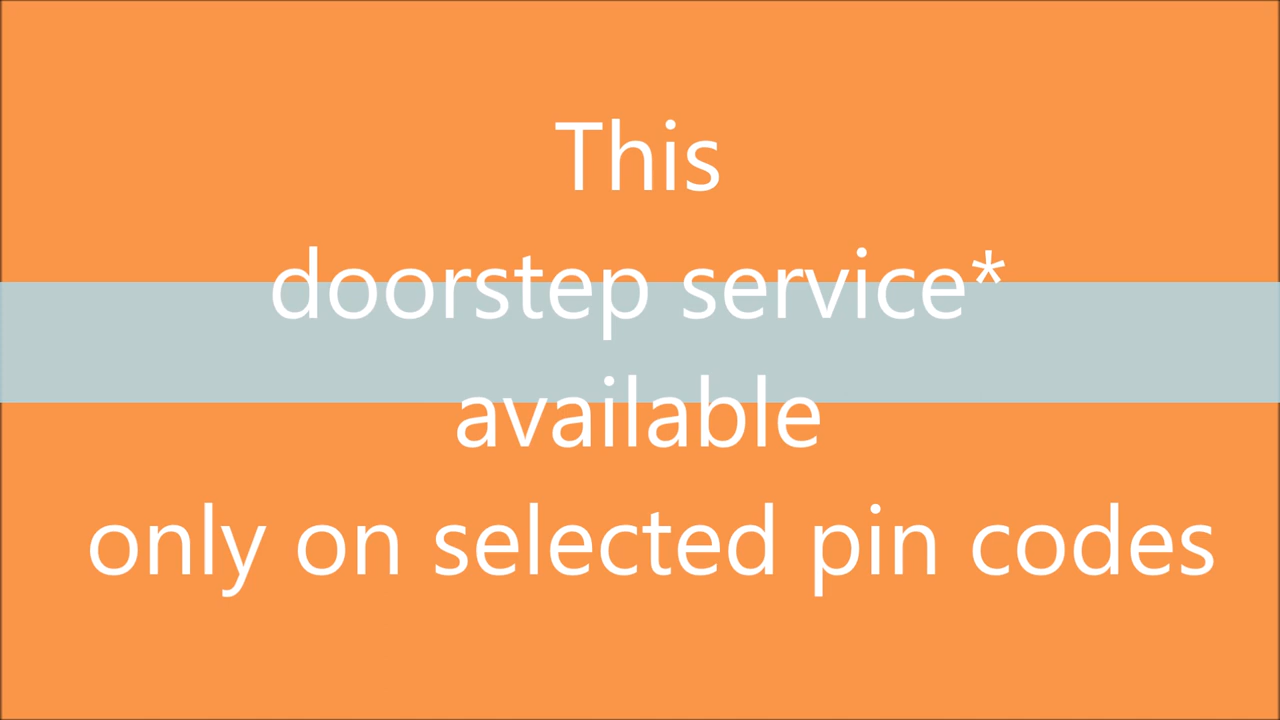 This
doorstep service*
available
only on selected pin codes